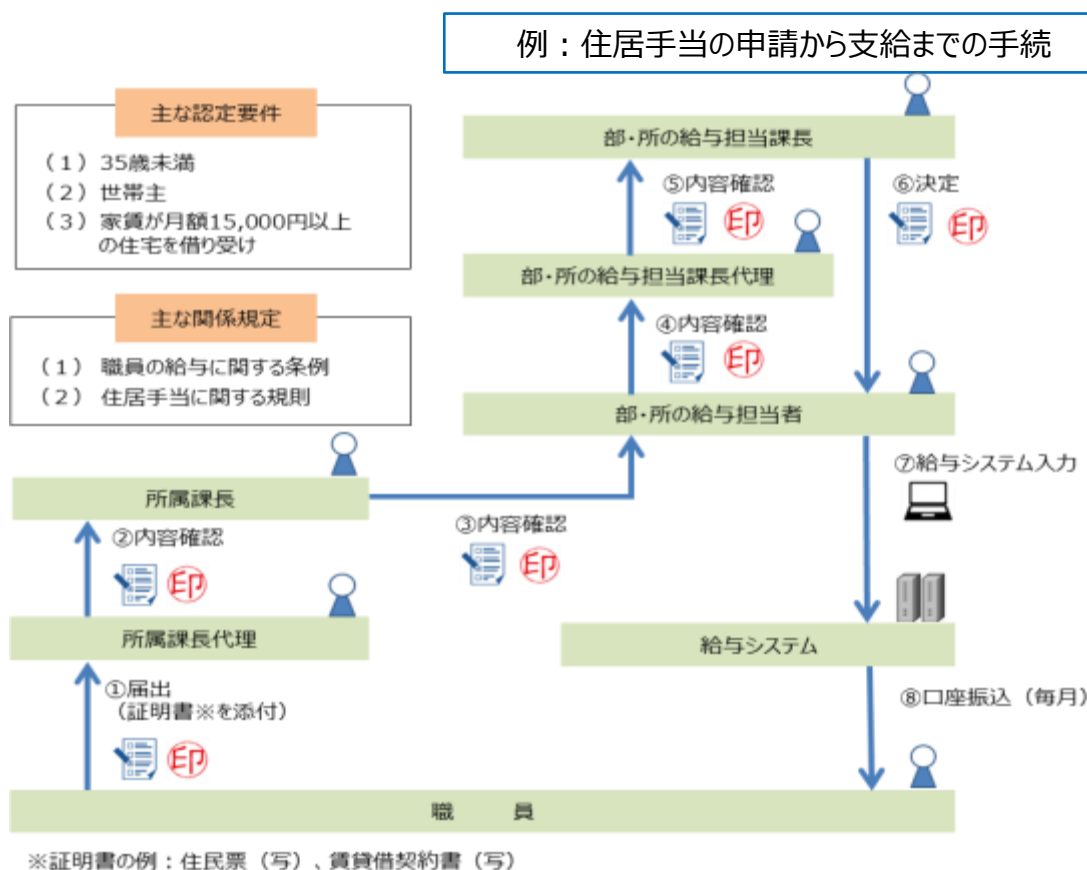 例：住居手当の申請から支給までの手続
主な認定要件
（１）35歳未満
（２）世帯主
（３）家賃が月額15,000円以上
の住宅を借り受け
主な関係規定
（１） 職員の給与に関する条例
（２） 住居手当に関する規則
部・所の給与担当課長
⑤内容確認
印
⑥決定
印
部・所の給与担当課長代理
④内容確認
印
部・所の給与担当者
⑦給与システム入力
所属課長
③内容確認
印
②内容確認
印
所属課長代理
給与システム
①届出
（証明書※を添付）
印
⑧口座振込（毎月）
職　　員
※証明書の例：住民票（写）、賃貸借契約書（写）